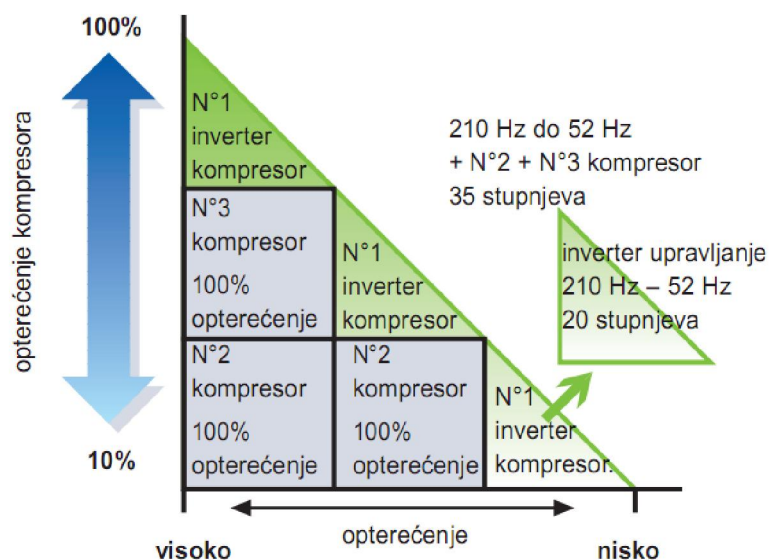 100%
opterećenje kompresora
10%
N°1
inverter
kompresor
N°3
kompresor
100%
opterećenje
N°1
inverter
kompresor
N°2
kompresor
100%
opterećenje
N°2
kompresor
100%
opterećenje
N°1
inverter
kompresor.
210 Hz do 52 Hz
+ N°2 + N°3 kompresor
35 stupnjeva
inverter upravljanje
210 Hz – 52 Hz
20 stupnjeva
visoko
opterećenje
nisko